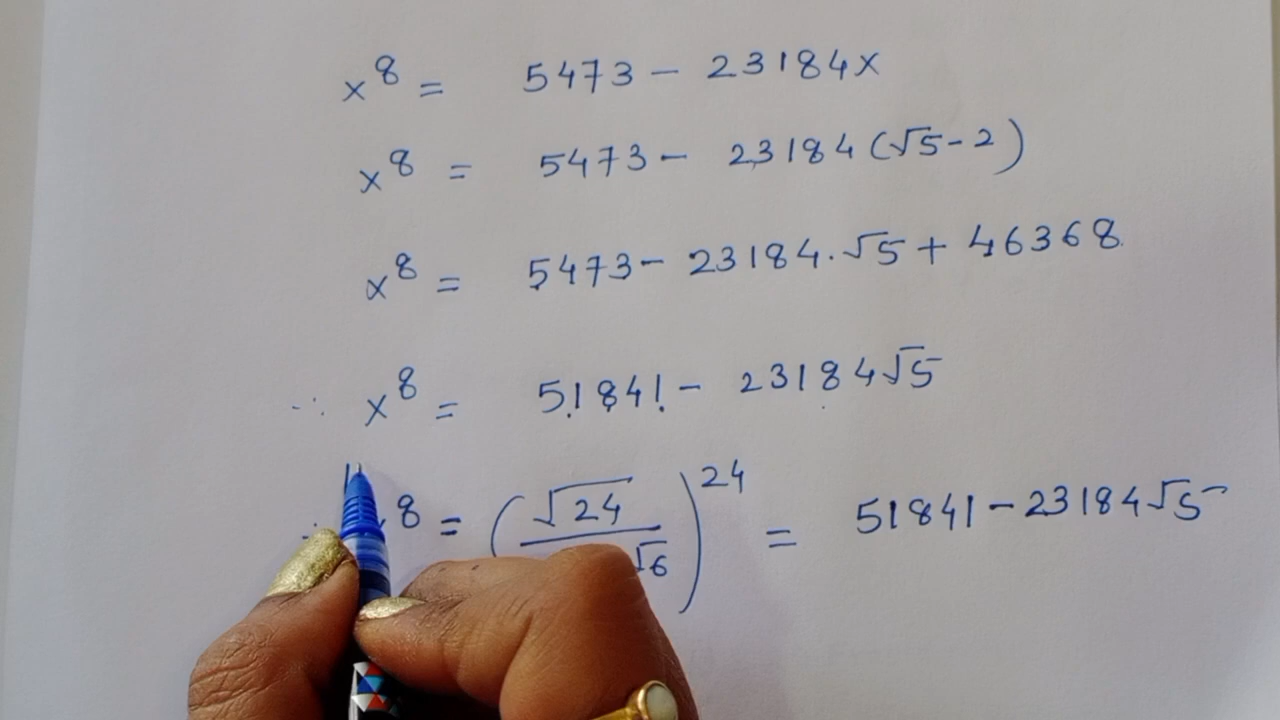 x⁸ = 5473 - 23184x
x⁸ = 5473 - 23184(√5-2)
x⁸ = 5473 - 23184.√5 + 46368
∴ x⁸ = 51841 - 23184√5
8 = (√24 / √6)²⁴ = 51841 - 23184√5